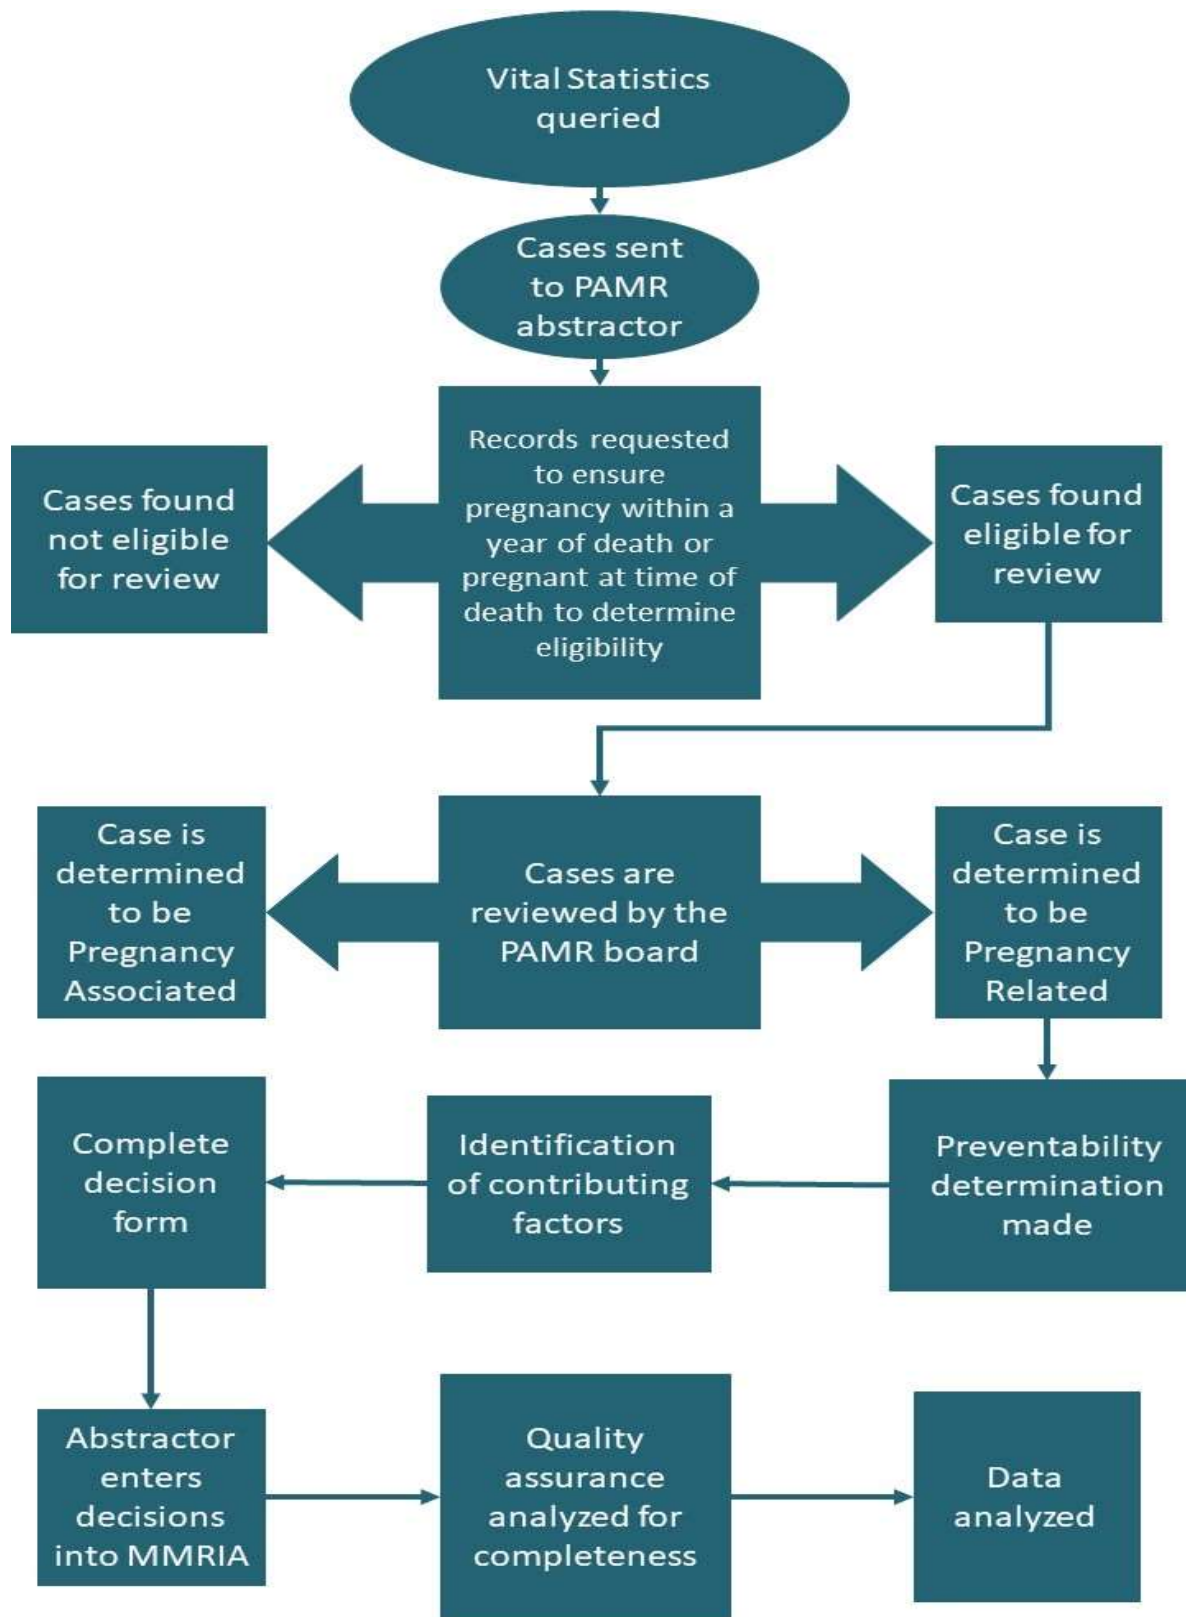 Vital Statistics
queried
Cases sent
to PAMR
abstractor
Records requested
to ensure
pregnancy within a
year of death or
pregnant at time of
death to determine
eligibility
Cases found
not eligible
for review
Cases found
eligible for
review
Cases are
reviewed by the
PAMR board
Case is
determined
to be
Pregnancy
Associated
Case is
determined
to be
Pregnancy
Related
Preventability
determination
made
Identification
of contributing
factors
Complete
decision
form
Abstractor
enters
decisions
into MMRIA
Quality
assurance
analyzed for
completeness
Data
analyzed